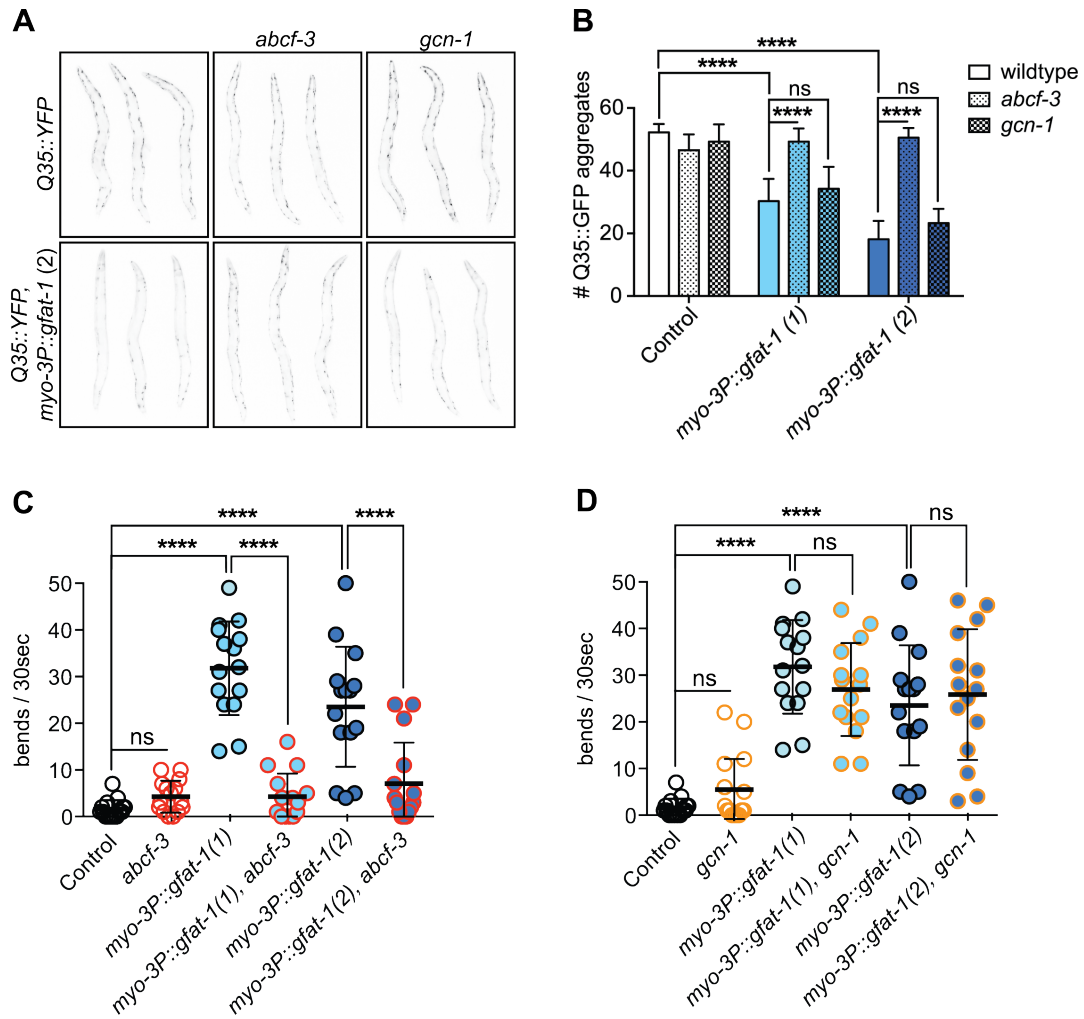 A
abcf-3
gcn-1
Q35::YFP
Q35::YFP,
myo-3P::gfat-1 (2)
B
****
****
ns
ns
****
****
wildtype
abcf-3
gcn-1
# Q35::GFP aggregates
60
40
20
0
Control
myo-3P::gfat-1 (1)
myo-3P::gfat-1 (2)
C
****
****
****
****
ns
bends / 30sec
50
40
30
20
10
0
Control
abcf-3
myo-3P::gfat-1(1)
myo-3P::gfat-1(1), abcf-3
myo-3P::gfat-1(2)
myo-3P::gfat-1(2), abcf-3
D
****
ns
****
ns
ns
bends / 30sec
50
40
30
20
10
0
Control
gcn-1
myo-3P::gfat-1(1)
myo-3P::gfat-1(1), gcn-1
myo-3P::gfat-1(2)
myo-3P::gfat-1(2), gcn-1